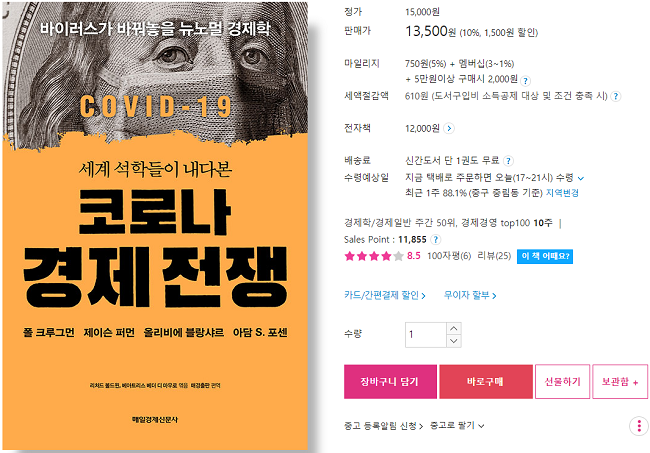 바이러스가 바꿔놓을 뉴노멀 경제학
COVID-19
세계 석학들이 내다본
코로나
경제 전쟁
폴 크루그먼 제이슨 퍼먼 올리비에 블랑샤르 아담 S. 포센
리처드 볼드윈, 베아트리스 베더 디 마우로 엮음 매경출판 편역
매일경제신문사
정가 15,000원
판매가 13,500원 (10%, 1,500원 할인)
마일리지 750원(5%) + 멤버십(3~1%)
+ 5만원이상 구매시 2,000원 ?
세액절감액 610원 (도서구입비 소득공제 대상 및 조건 충족 시) ?
전자책 12,000원
배송료 신간도서 단 1권도 무료 ?
수령예상일 지금 택배로 주문하면 오늘(17~21시) 수령
최근 1주 88.1% (중구 중림동 기준) 지역변경
경제학/경제일반 주간 50위, 경제경영 top100 10주 |
Sales Point : 11,855 ?
8.5 100자평(6) 리뷰(25) 이 책 어때요?
카드/간편결제 할인 무이자 할부
수량 1
장바구니 담기 바로구매 선물하기 보관함 +
중고 등록알림 신청 중고로 팔기